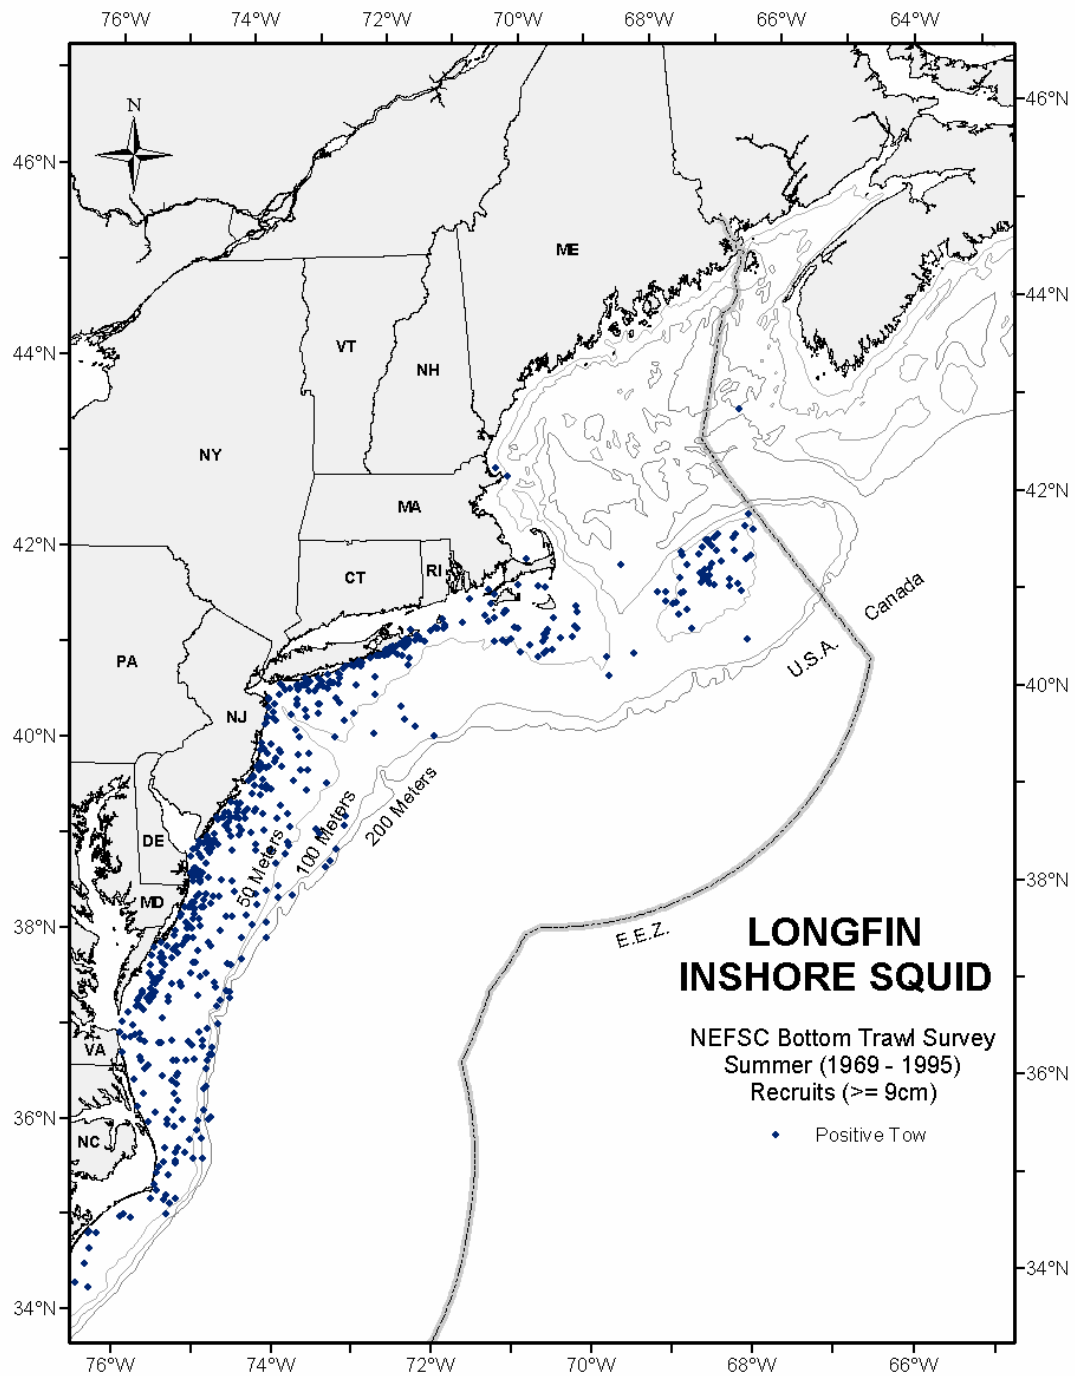 76°W 74°W 72°W 70°W 68°W 66°W 64°W
N
46°N
46°N
ME
44°N
44°N
VT
NH
NY
42°N
MA
42°N
CT
RI
Canada
U.S.A.
PA
40°N
NJ
40°N
200 Meters
100 Meters
50 Meters
DE
38°N
MD
38°N
E.E.Z.
LONGFIN
INSHORE SQUID
NEFSC Bottom Trawl Survey
Summer (1969 - 1995)
Recruits (>= 9cm)
Positive Tow
VA
36°N
36°N
NC
34°N
34°N
76°W 74°W 72°W 70°W 68°W 66°W